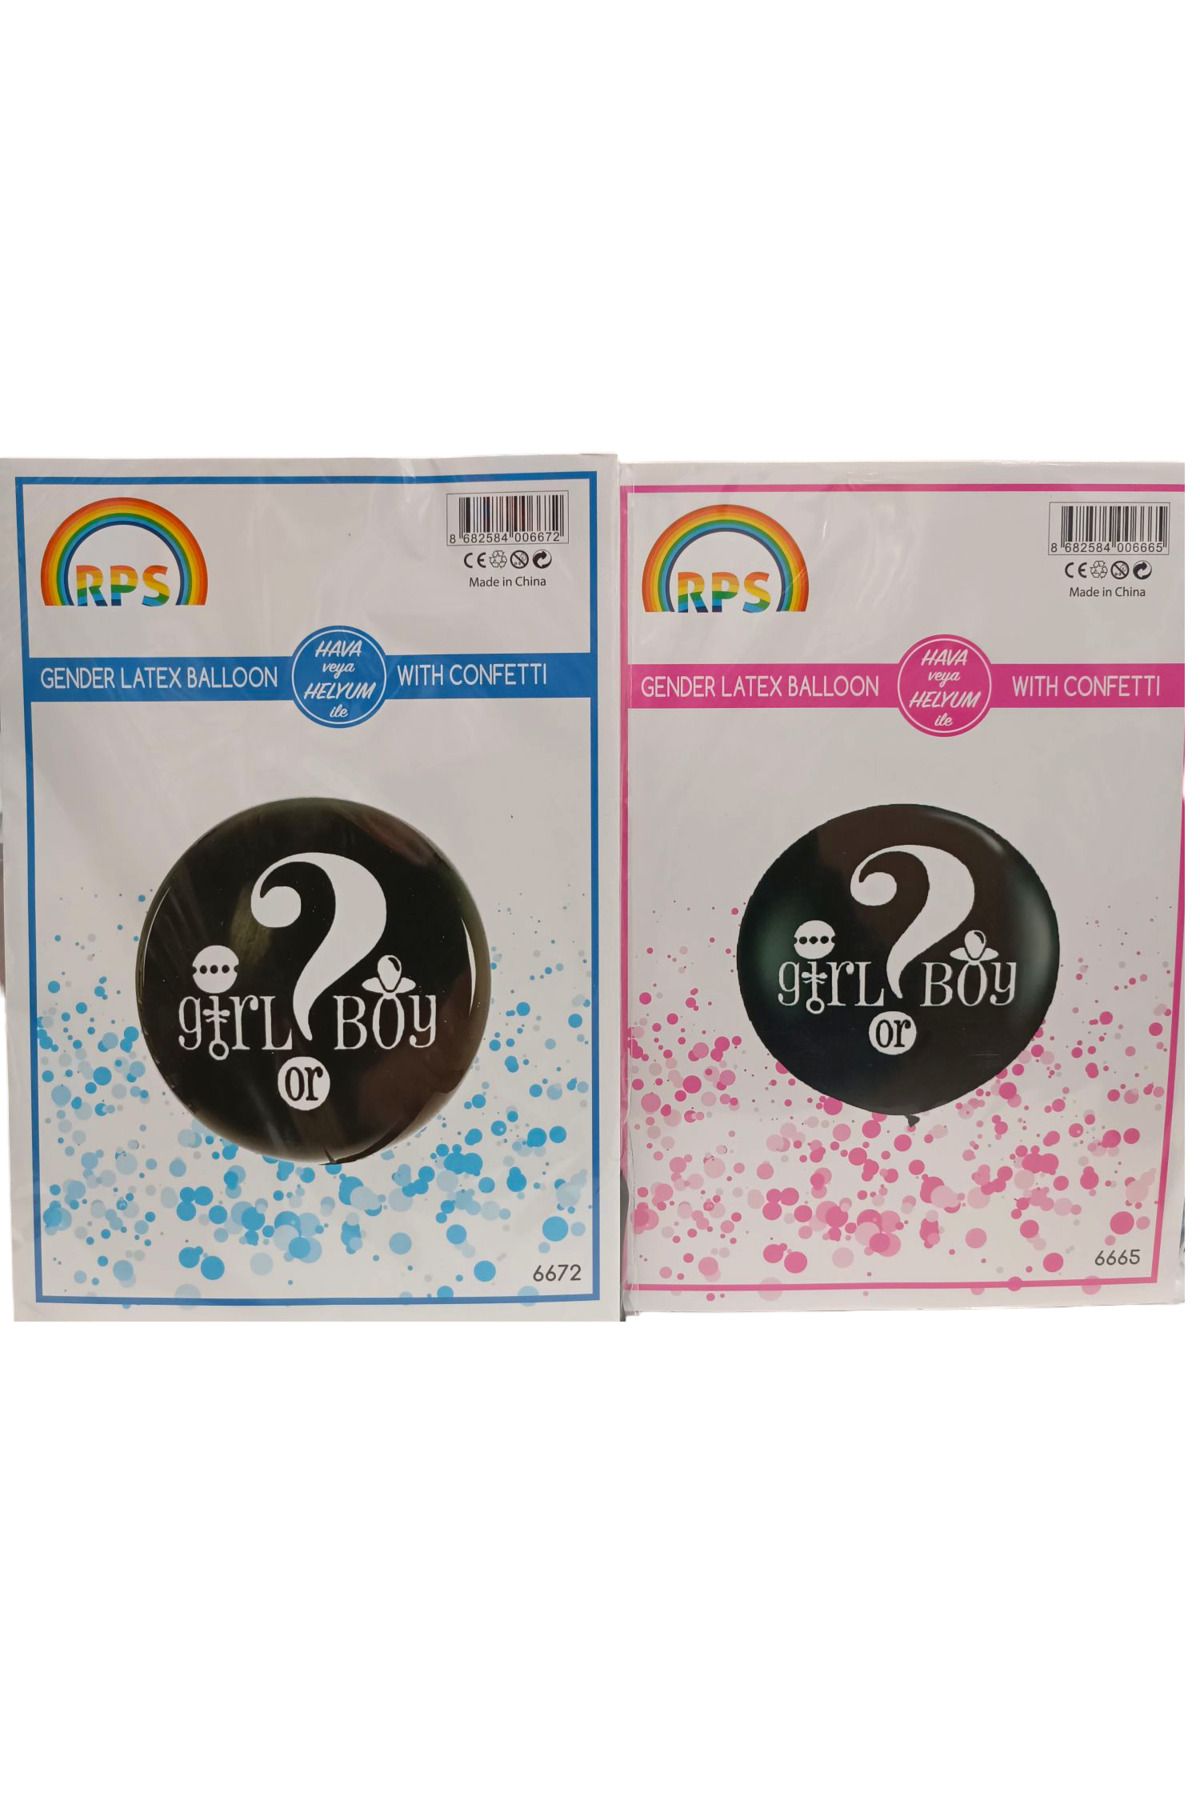 RPS
8 682584 006672
CE
Made in China
GENDER LATEX BALLOON
HAVA
veya
HELYUM
ile
WITH CONFETTI
?
girl BOY
or
6672
RPS
8 682584 006665
CE
Made in China
GENDER LATEX BALLOON
HAVA
veya
HELYUM
ile
WITH CONFETTI
?
girl BOY
or
6665